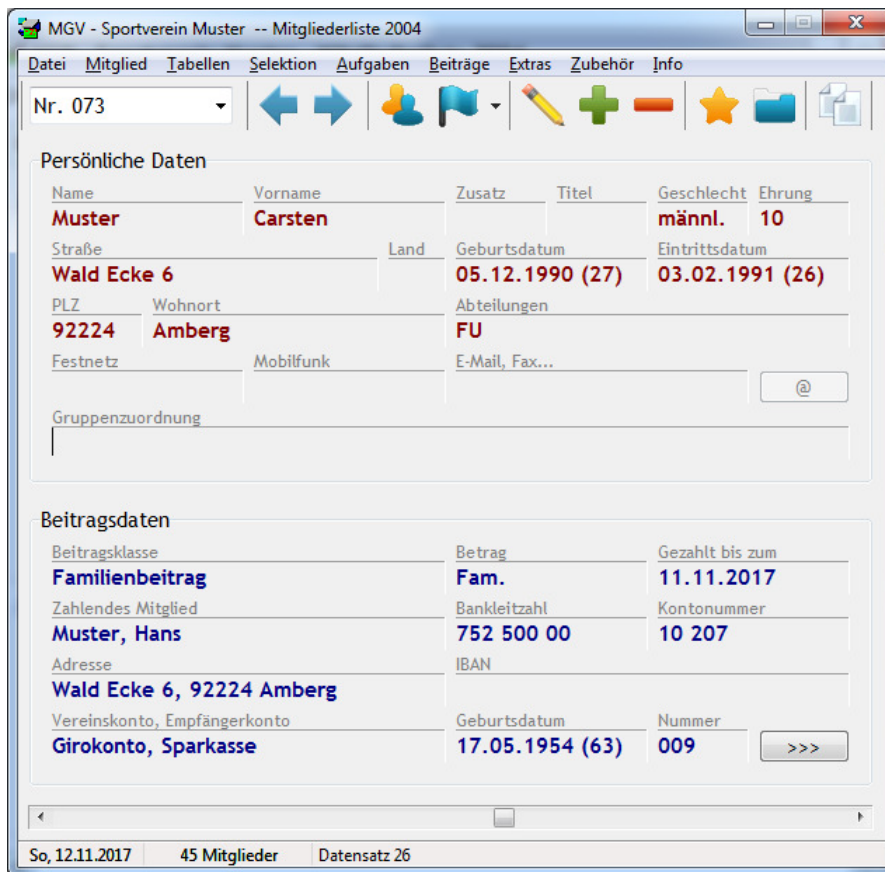 MGV - Sportverein Muster -- Mitgliederliste 2004
Datei Mitglied Tabellen Selektion Aufgaben Beiträge Extras Zubehör Info
Nr. 073
Persönliche Daten
Name Vorname Zusatz Titel Geschlecht Ehrung
Muster Carsten männl. 10
Straße Land Geburtsdatum Eintrittsdatum
Wald Ecke 6 05.12.1990 (27) 03.02.1991 (26)
PLZ Wohnort Abteilungen
92224 Amberg FU
Festnetz Mobilfunk E-Mail, Fax...
@
Gruppenzuordnung
Beitragsdaten
Beitragsklasse Betrag Gezahlt bis zum
Familienbeitrag Fam. 11.11.2017
Zahlendes Mitglied Bankleitzahl Kontonummer
Muster, Hans 752 500 00 10 207
Adresse IBAN
Wald Ecke 6, 92224 Amberg
Vereinskonto, Empfängerkonto Geburtsdatum Nummer
Girokonto, Sparkasse 17.05.1954 (63) 009 >>>
So, 12.11.2017 45 Mitglieder Datensatz 26